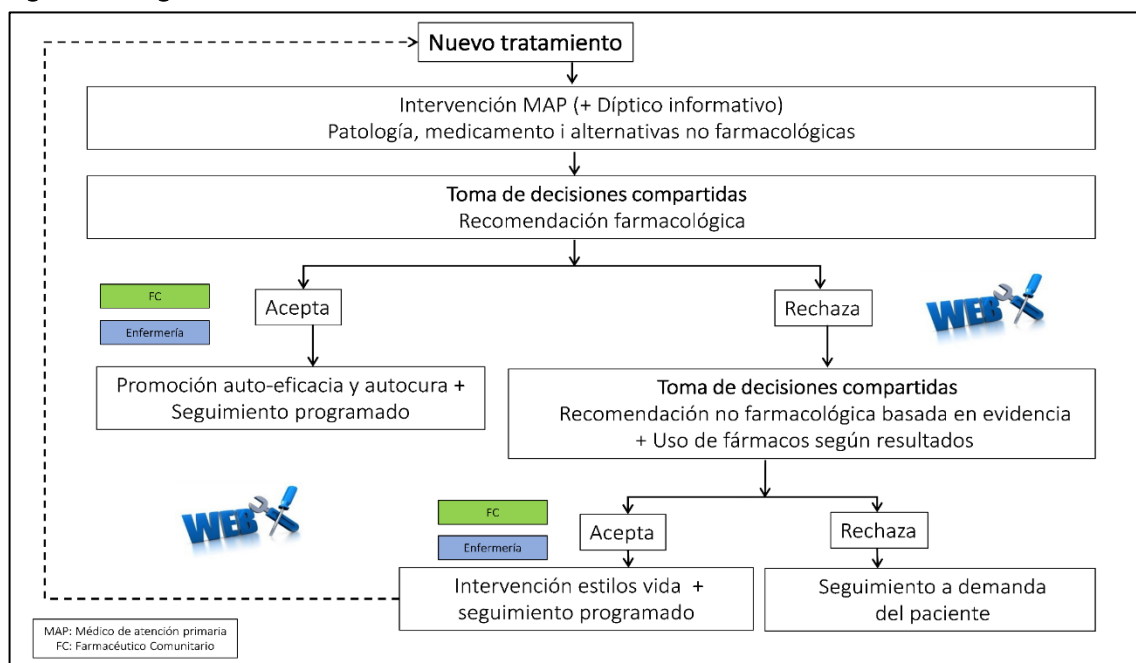 Nuevo tratamiento
Intervención MAP (+ Díptico informativo)
Patología, medicamento i alternativas no farmacológicas
Toma de decisiones compartidas
Recomendación farmacológica
FC
Enfermería
Acepta
Rechaza
WEB
Promoción auto-eficacia y autocura +
Seguimiento programado
Toma de decisiones compartidas
Recomendación no farmacológica basada en evidencia
+ Uso de fármacos según resultados
WEB
FC
Enfermería
Acepta
Rechaza
Intervención estilos vida +
seguimiento programado
Seguimiento a demanda
del paciente
MAP: Médico de atención primaria
FC: Farmacéutico Comunitario